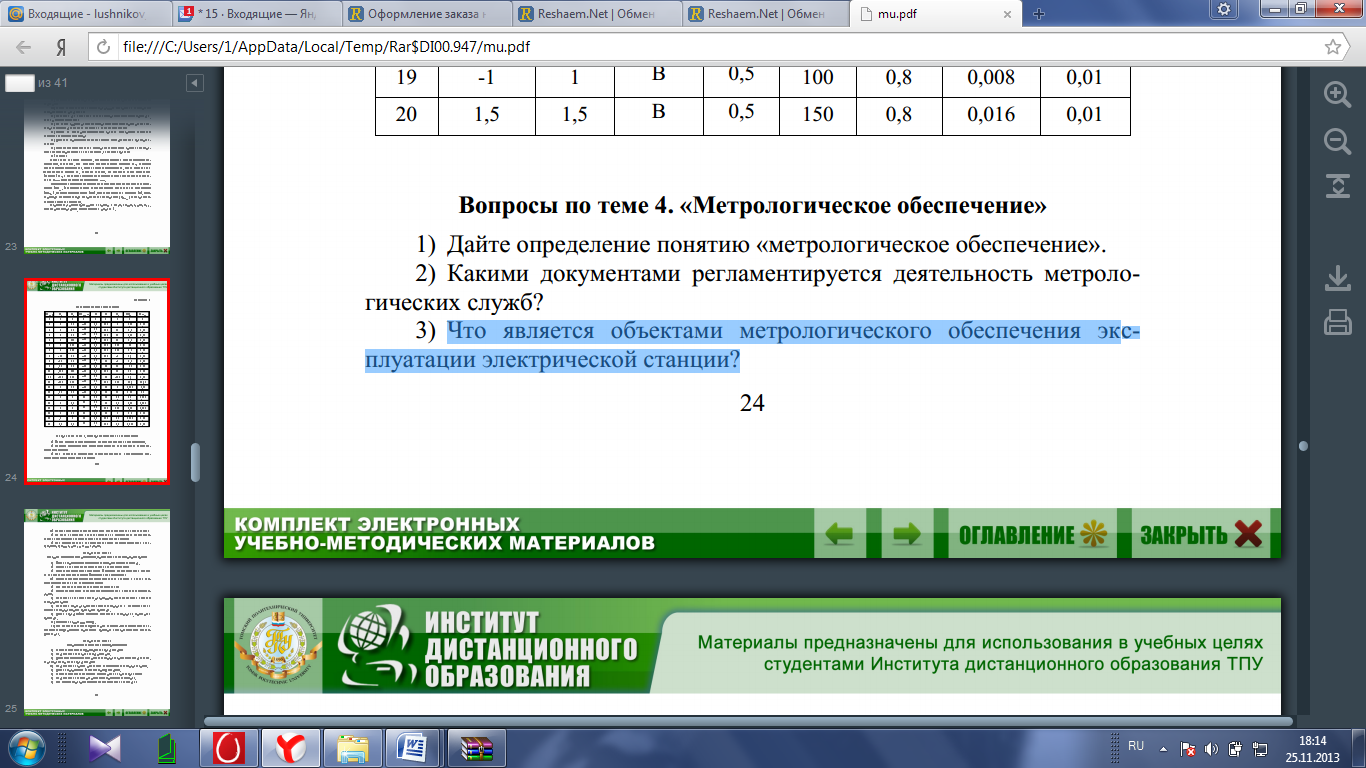 Входящие - lushnikov
* 15 · Входящие — Ян
Оформление заказа
Reshaem.Net | Обмен
Reshaem.Net | Обмен
mu.pdf
file:///C:/Users/1/AppData/Local/Temp/Rar$DI00.947/mu.pdf
из 41
19 -1 1 В 0,5 100 0,8 0,008 0,01
20 1,5 1,5 В 0,5 150 0,8 0,016 0,01
Вопросы по теме 4. «Метрологическое обеспечение»
1) Дайте определение понятию «метрологическое обеспечение».
2) Какими документами регламентируется деятельность метроло-
гических служб?
3) Что является объектами метрологического обеспечения экс-
плуатации электрической станции?
24
КОМПЛЕКТ ЭЛЕКТРОННЫХ
УЧЕБНО-МЕТОДИЧЕСКИХ МАТЕРИАЛОВ
ОГЛАВЛЕНИЕ
ЗАКРЫТЬ
ИНСТИТУТ
ДИСТАНЦИОННОГО
ОБРАЗОВАНИЯ
Материалы предназначены для использования в учебных целях
студентами Института дистанционного образования ТПУ
23
24
25
RU
18:14
25.11.2013